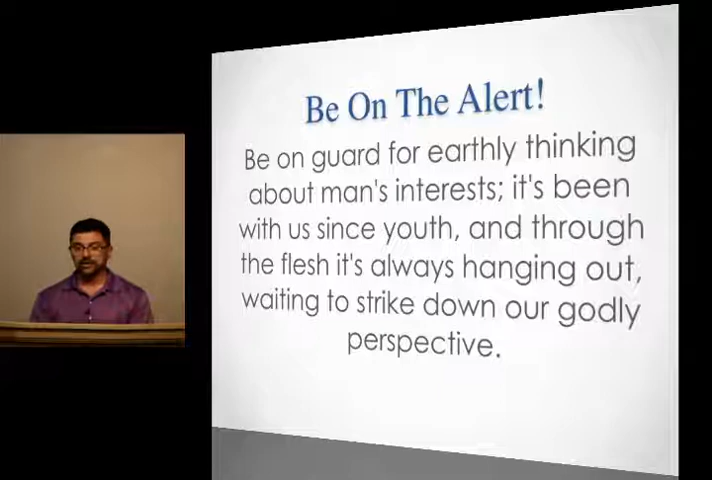 Be On The Alert!
Be on guard for earthly thinking
about man's interests; it's been
with us since youth, and through
the flesh it's always hanging out,
waiting to strike down our godly
perspective.